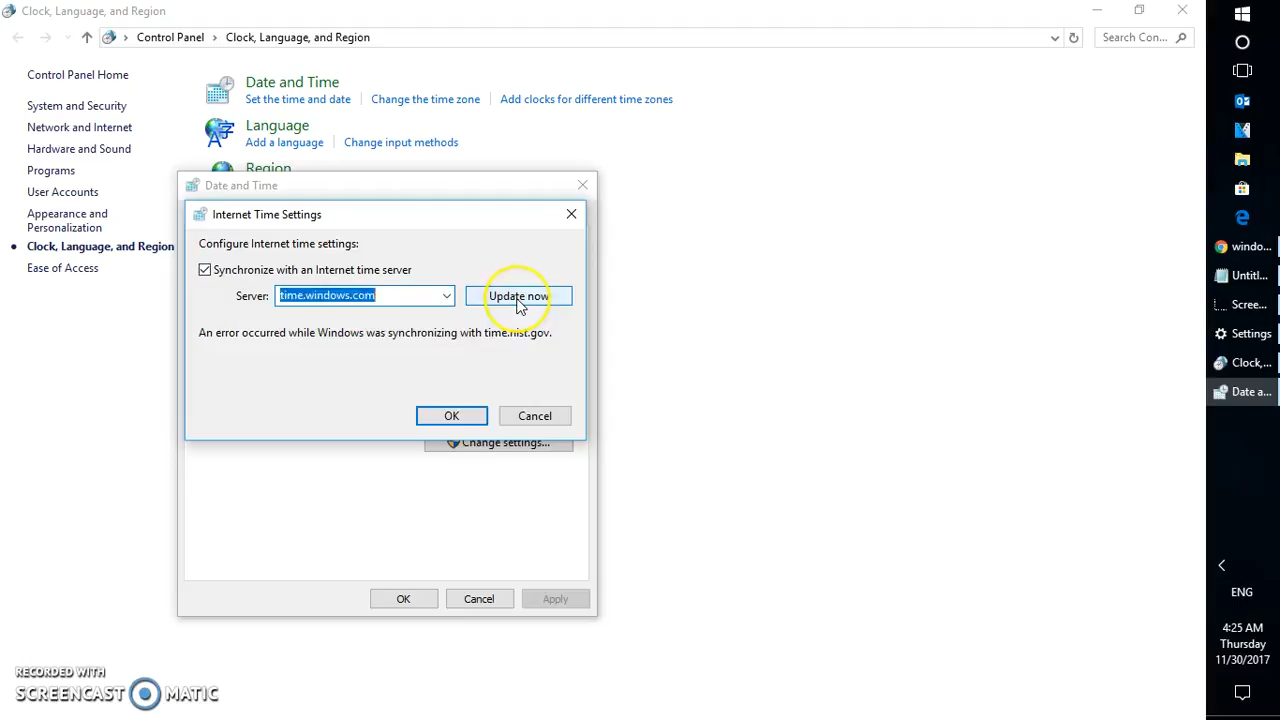 Clock, Language, and Region
Control Panel
Clock, Language, and Region
Search Con...
Control Panel Home
System and Security
Network and Internet
Hardware and Sound
Programs
User Accounts
Appearance and
Personalization
Clock, Language, and Region
Ease of Access
Date and Time
Set the time and date
Change the time zone
Add clocks for different time zones
Language
Add a language
Change input methods
Region
Date and Time
Internet Time Settings
Configure Internet time settings:
Synchronize with an Internet time server
Server:
time.windows.com
Update now
An error occurred while Windows was synchronizing with time.nist.gov.
OK
Cancel
Change settings...
OK
Cancel
Apply
windo...
Untitl...
Scree...
Settings
Clock,...
Date a...
ENG
4:25 AM
Thursday
11/30/2017
RECORDED WITH
SCREENCAST MATIC